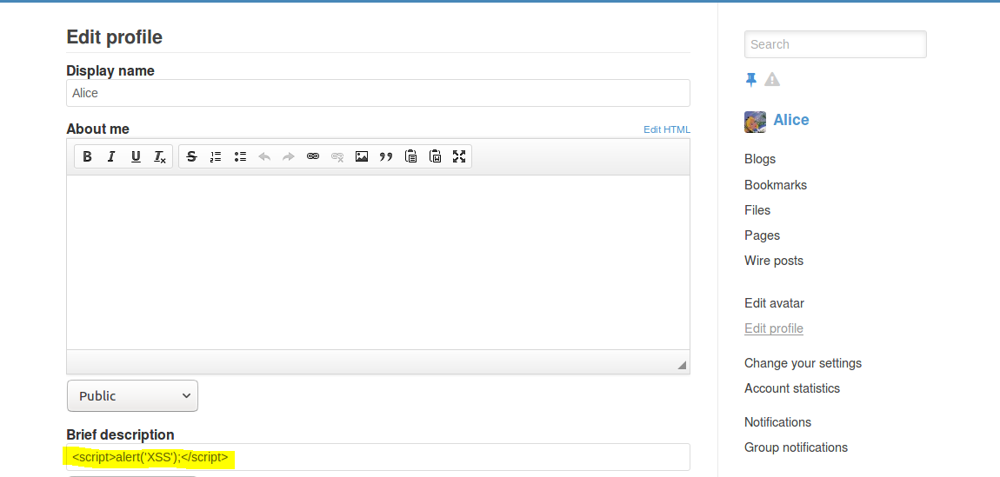 Edit profile
Display name
Alice
About me
Edit HTML
B I U Tx S
Public
Brief description
<script>alert('XSS');</script>
Search
Alice
Blogs
Bookmarks
Files
Pages
Wire posts
Edit avatar
Edit profile
Change your settings
Account statistics
Notifications
Group notifications